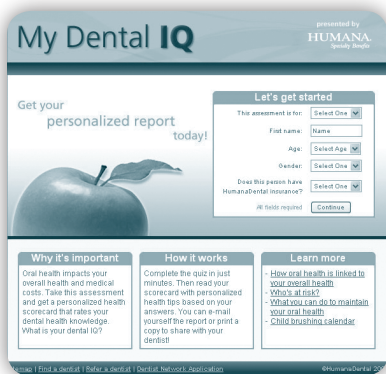 My Dental IQ
presented by
HUMANA
Specialty Benefits
Get your
personalized report
today!
Let's get started
This assessment is for: Select One
First name: Name
Age: Select Age
Gender: Select One
Does this person have
HumanaDental insurance? Select One
All fields required Continue
Why it's important
Oral health impacts your
overall health and medical
costs. Take this assessment
and get a personalized health
scorecard that rates your
dental health knowledge.
What is your dental IQ?
How it works
Complete the quiz in just
minutes. Then read your
scorecard with personalized
health tips based on your
answers. You can e-mail
yourself the report or print a
copy to share with your
dentist!
Learn more
- How oral health is linked to
your overall health
- Who's at risk?
- What you can do to maintain
your oral health
- Child brushing calendar
| Find a dentist | Refer a dentist | Dentist Network Application
©HumanaDental